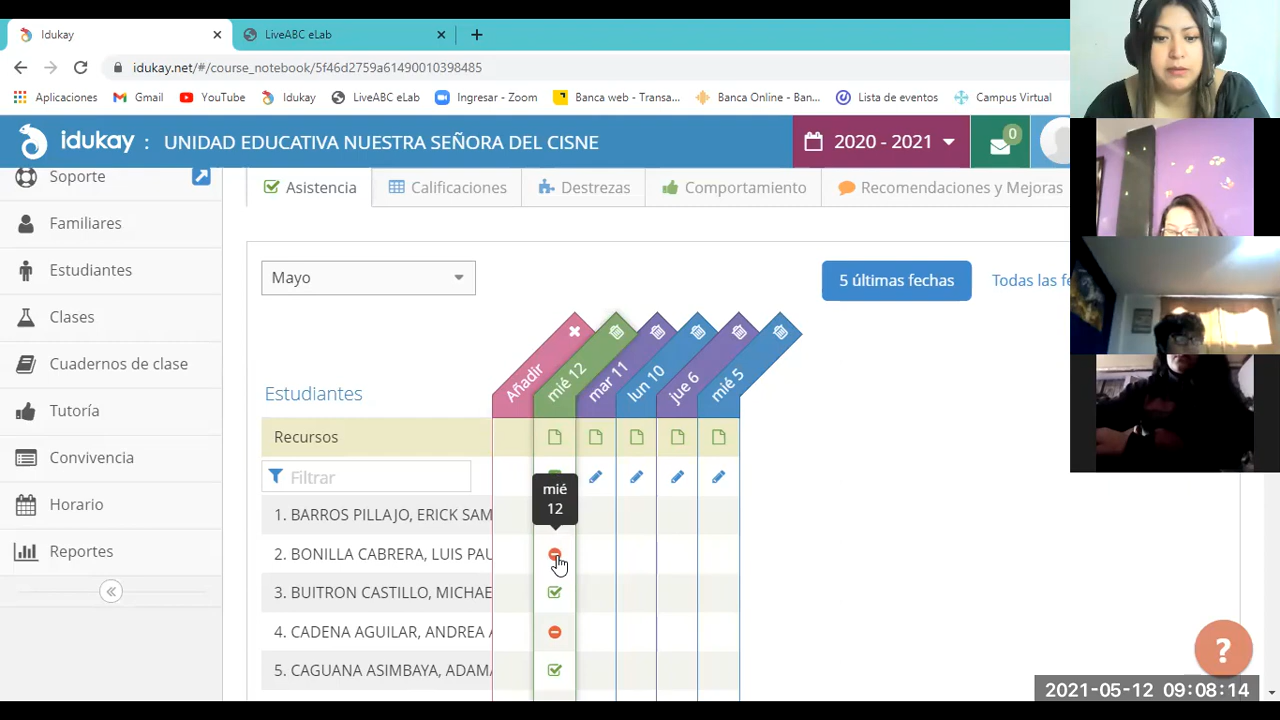 Idukay
LiveABC eLab
idukay.net/#/course_notebook/5f46d2759a61490010398485
Aplicaciones
Gmail
YouTube
Idukay
LiveABC eLab
Ingresar - Zoom
Banca web - Transa...
Banca Online - Ban...
Lista de eventos
Campus Virtual
idukay : UNIDAD EDUCATIVA NUESTRA SEÑORA DEL CISNE
2020 - 2021
0
Soporte
Familiares
Estudiantes
Clases
Cuadernos de clase
Tutoría
Convivencia
Horario
Reportes
Asistencia
Calificaciones
Destrezas
Comportamiento
Recomendaciones y Mejoras
Mayo
5 últimas fechas
Todas las fe
Estudiantes
Añadir
mié 12
mar 11
lun 10
jue 6
mié 5
Recursos
Filtrar
mié
12
1. BARROS PILLAJO, ERICK SAM
2. BONILLA CABRERA, LUIS PAU
3. BUITRON CASTILLO, MICHAE
4. CADENA AGUILAR, ANDREA A
5. CAGUANA ASIMBAYA, ADAMA
?
2021-05-12 09:08:14